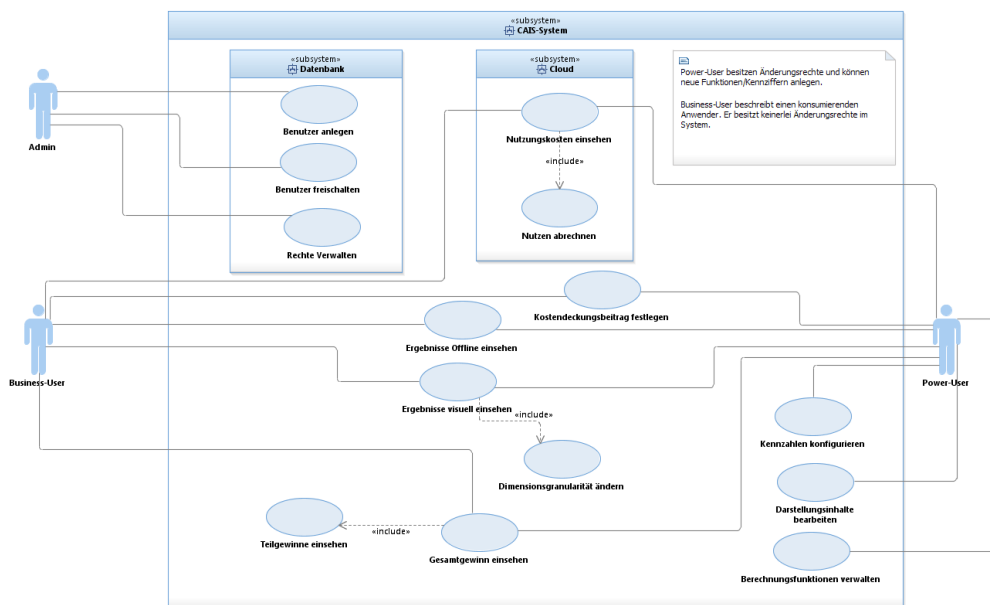 «subsystem»
CAIS-System
«subsystem»
Datenbank
«subsystem»
Cloud
Power-User besitzen Änderungsrechte und können
neue Funktionen/Kennziffern anlegen.
Business-User beschreibt einen konsumierenden
Anwender. Er besitzt keinerlei Änderungsrechte im
System.
Benutzer anlegen
Nutzungskosten einsehen
Admin
«include»
Benutzer freischalten
Nutzen abrechnen
Rechte Verwalten
Kostendeckungsbeitrag festlegen
Ergebnisse Offline einsehen
Business-User
Power-User
Ergebnisse visuell einsehen
«include»
Kennzahlen konfigurieren
Dimensionsgranularität ändern
Darstellungsinhalte
bearbeiten
Teilgewinne einsehen
«include»
Gesamtgewinn einsehen
Berechnungsfunktionen verwalten